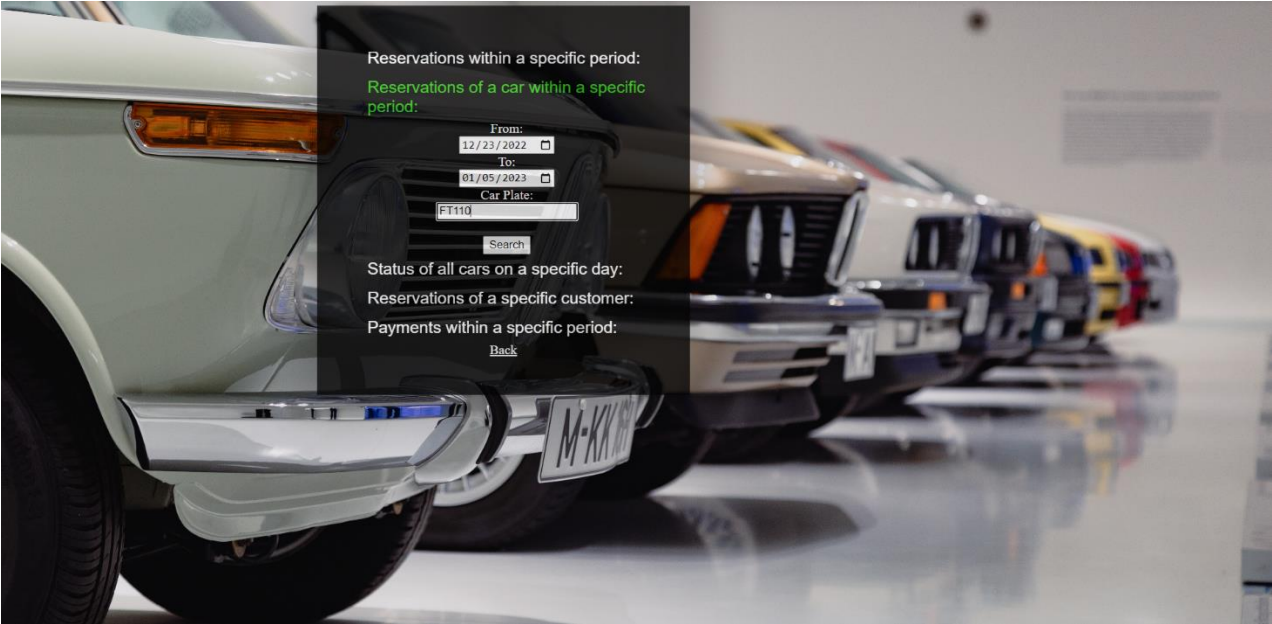 Reservations within a specific period:
Reservations of a car within a specific
period:
From:
12/23/2022
To:
01/05/2023
Car Plate:
FT110
Search
Status of all cars on a specific day:
Reservations of a specific customer:
Payments within a specific period:
Back